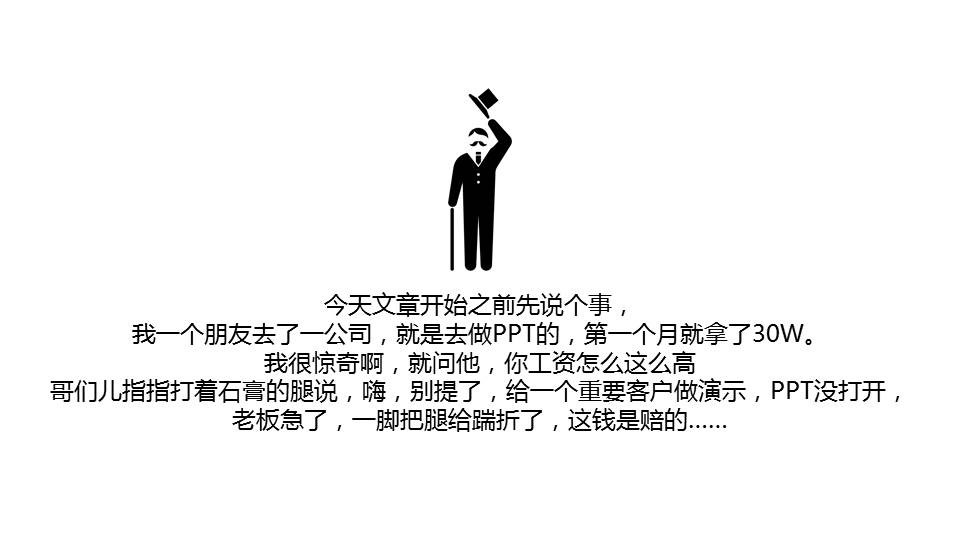 今天文章开始之前先说个事，
我一个朋友去了一公司，就是去做PPT的，第一个月就拿了30W。
我很惊奇啊，就问他，你工资怎么这么高
哥们儿指指打着石膏的腿说，嗨，别提了，给一个重要客户做演示，PPT没打开，
老板急了，一脚把腿给踹折了，这钱是赔的......